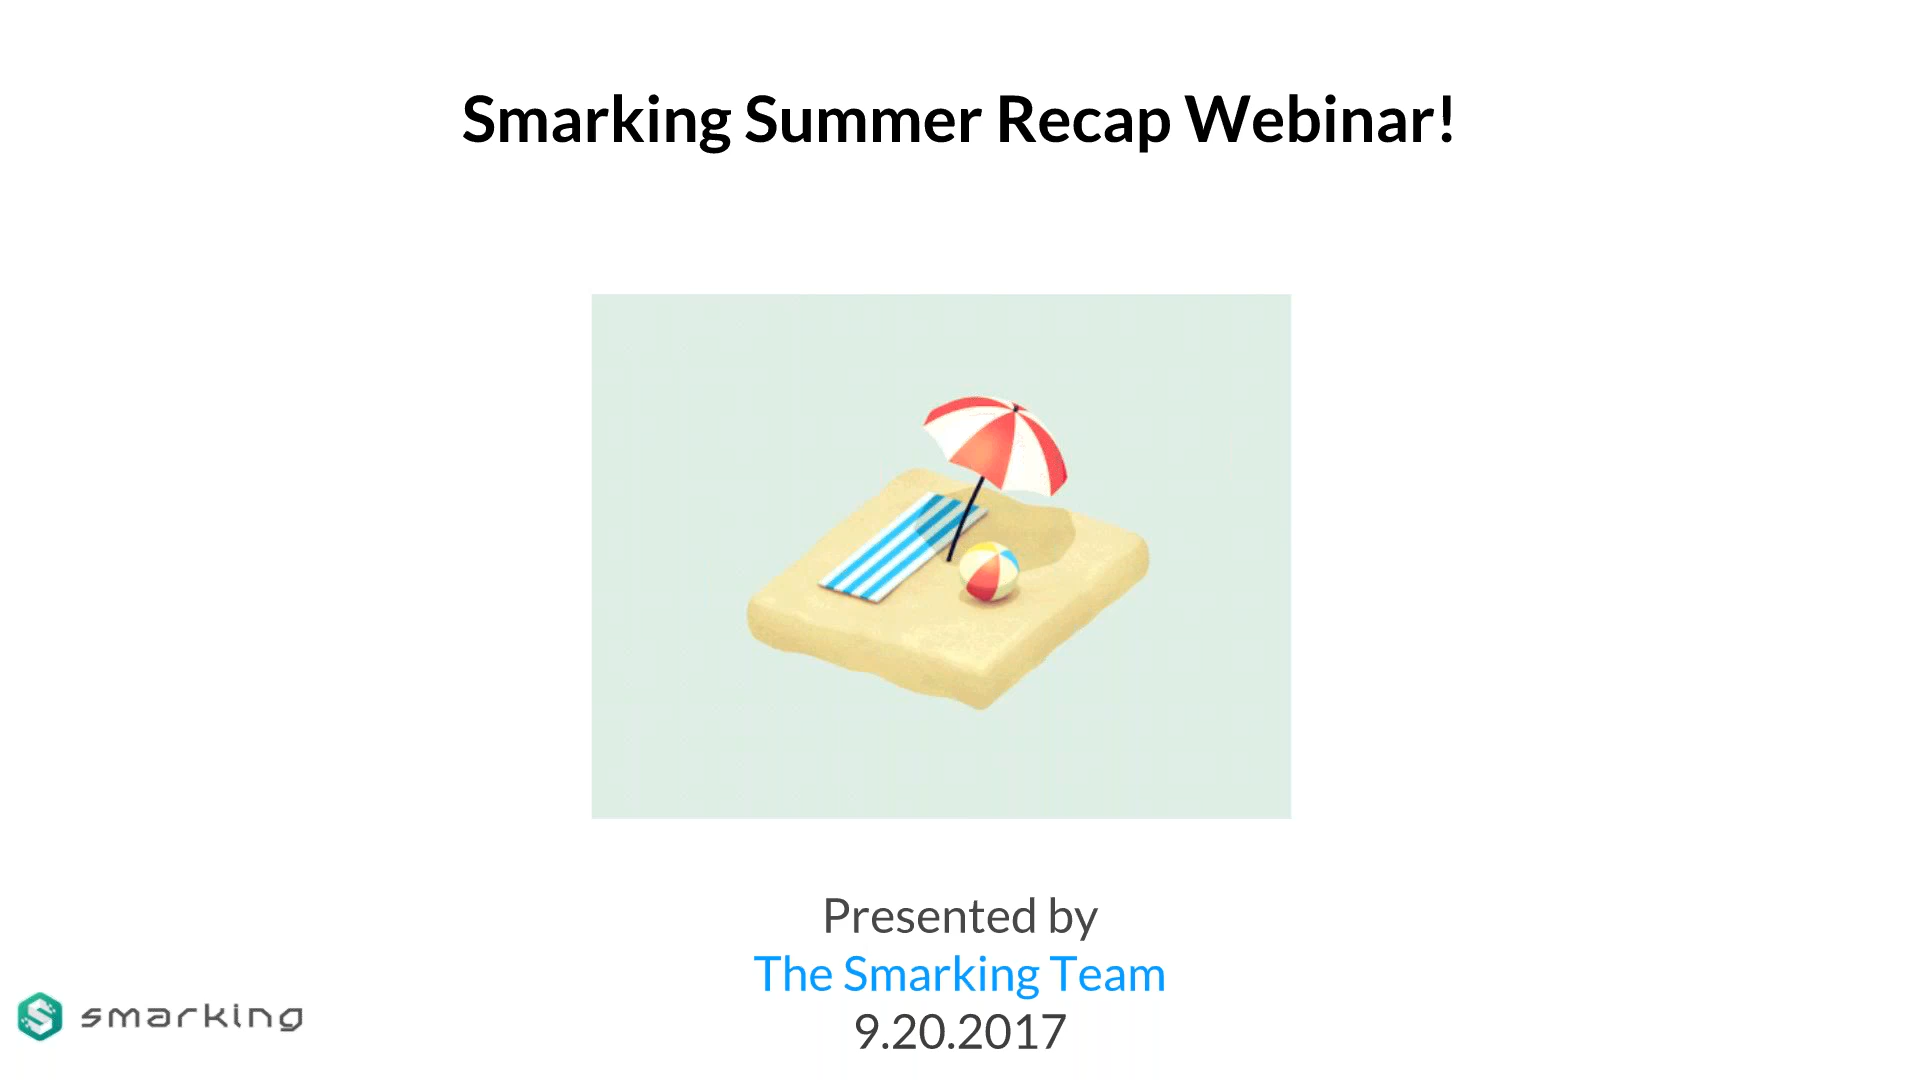 Smarking Summer Recap Webinar!
Presented by
The Smarking Team
9.20.2017
smarking